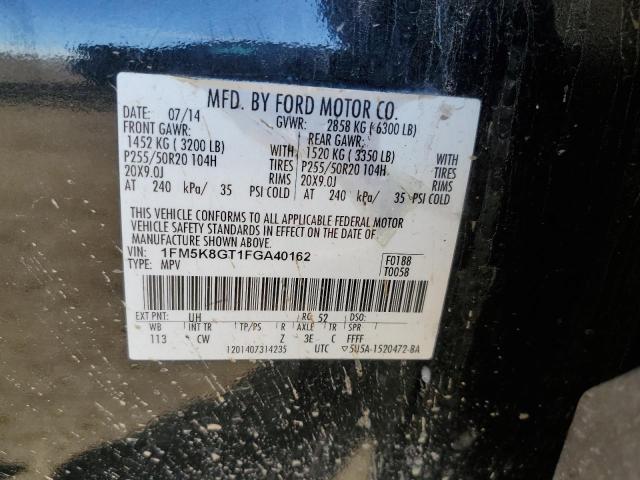 MFD. BY FORD MOTOR CO.
DATE: 07/14 GVWR: 2858 KG ( 6300 LB)
FRONT GAWR: REAR GAWR:
1452 KG ( 3200 LB) WITH 1520 KG ( 3350 LB) WITH
P255/50R20 104H TIRES P255/50R20 104H TIRES
20X9.0J RIMS 20X9.0J RIMS
AT 240 kPa/ 35 PSI COLD AT 240 kPa/ 35 PSI COLD
THIS VEHICLE CONFORMS TO ALL APPLICABLE FEDERAL MOTOR
VEHICLE SAFETY STANDARDS IN EFFECT ON THE DATE OF
MANUFACTURE SHOWN ABOVE.
VIN: 1FM5K8GT1FGA40162 F0188
TYPE: MPV T0058
EXT PNT: UH RC: 52 DSO:
WB INT TR TP/PS R AXLE TR SPR
113 CW Z 3E C FFFF
1201407314235 UTC ▽5U5A-1520472-BA